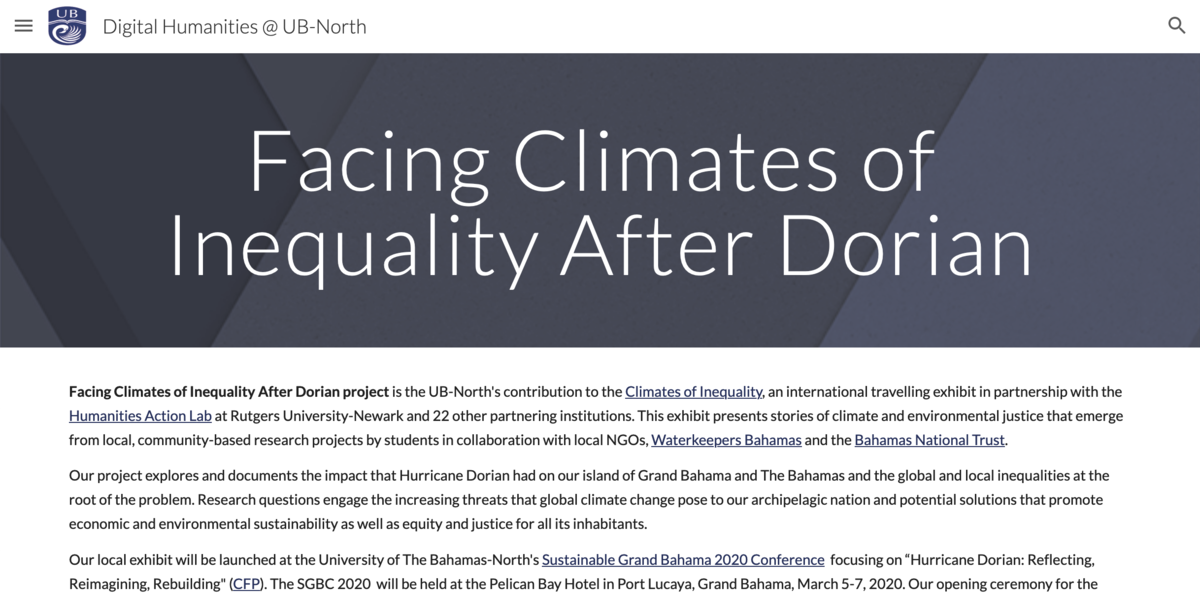 UB
Digital Humanities @ UB-North
Facing Climates of
Inequality After Dorian
Facing Climates of Inequality After Dorian project is the UB-North's contribution to the Climates of Inequality, an international travelling exhibit in partnership with the
Humanities Action Lab at Rutgers University-Newark and 22 other partnering institutions. This exhibit presents stories of climate and environmental justice that emerge
from local, community-based research projects by students in collaboration with local NGOs, Waterkeepers Bahamas and the Bahamas National Trust.
Our project explores and documents the impact that Hurricane Dorian had on our island of Grand Bahama and The Bahamas and the global and local inequalities at the
root of the problem. Research questions engage the increasing threats that global climate change pose to our archipelagic nation and potential solutions that promote
economic and environmental sustainability as well as equity and justice for all its inhabitants.
Our local exhibit will be launched at the University of The Bahamas-North's Sustainable Grand Bahama 2020 Conference focusing on “Hurricane Dorian: Reflecting,
Reimagining, Rebuilding" (CFP). The SGBC 2020 will be held at the Pelican Bay Hotel in Port Lucaya, Grand Bahama, March 5-7, 2020. Our opening ceremony for the